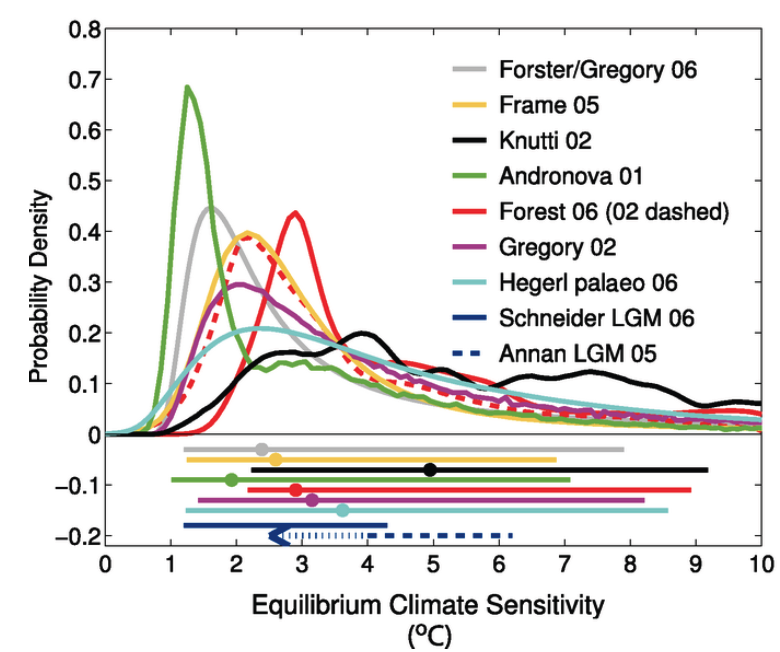 0.8
0.7
0.6
0.5
0.4
0.3
0.2
0.1
0
−0.1
−0.2
Probability Density
Forster/Gregory 06
Frame 05
Knutti 02
Andronova 01
Forest 06 (02 dashed)
Gregory 02
Hegerl palaeo 06
Schneider LGM 06
Annan LGM 05
0 1 2 3 4 5 6 7 8 9 10
Equilibrium Climate Sensitivity
(ºC)